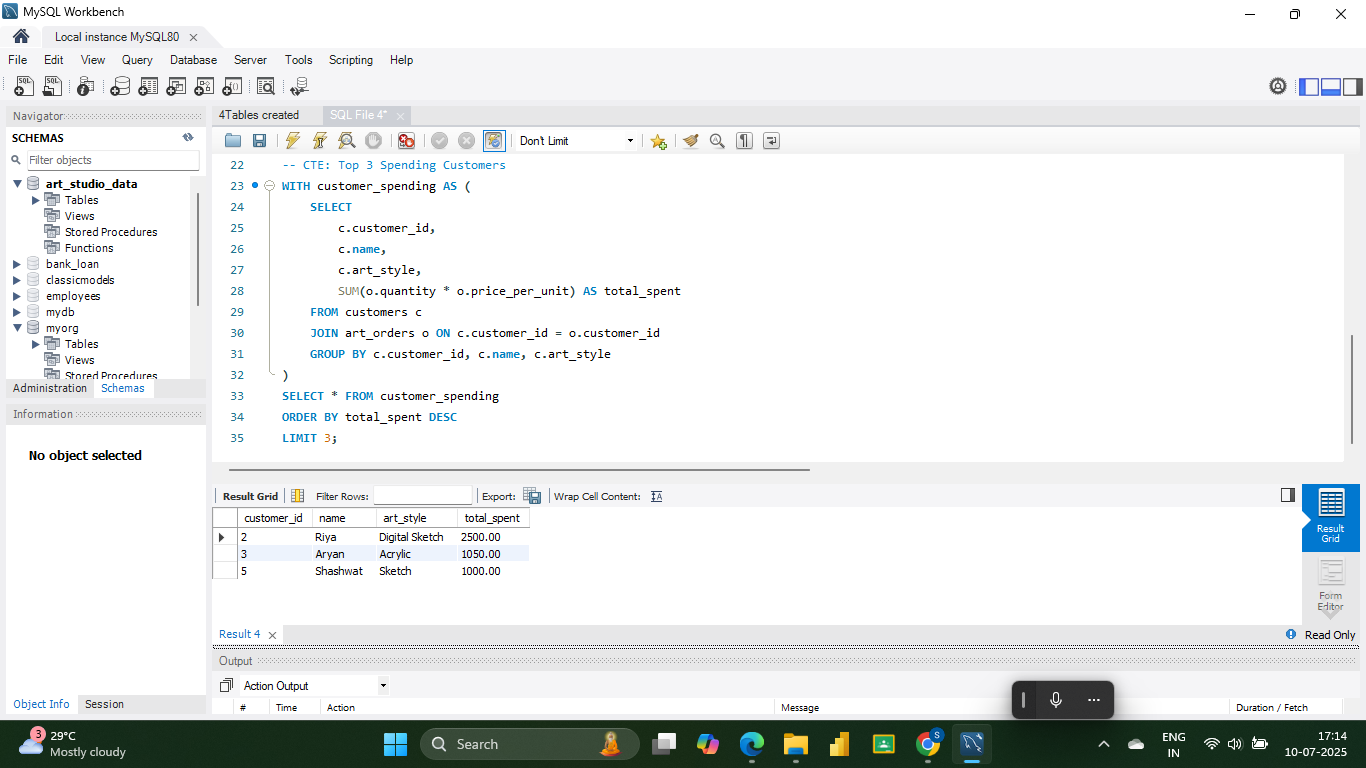 MySQL Workbench
Local instance MySQL80
File Edit View Query Database Server Tools Scripting Help
Navigator
SCHEMAS
Filter objects
art_studio_data
Tables
Views
Stored Procedures
Functions
bank_loan
classicmodels
employees
mydb
myorg
Tables
Views
Stored Procedures
Administration Schemas
Information
No object selected
Object Info Session
4Tables created SQL File 4*
Don't Limit
22 -- CTE: Top 3 Spending Customers
23 WITH customer_spending AS (
24 SELECT
25 c.customer_id,
26 c.name,
27 c.art_style,
28 SUM(o.quantity * o.price_per_unit) AS total_spent
29 FROM customers c
30 JOIN art_orders o ON c.customer_id = o.customer_id
31 GROUP BY c.customer_id, c.name, c.art_style
32 )
33 SELECT * FROM customer_spending
34 ORDER BY total_spent DESC
35 LIMIT 3;
Result Grid Filter Rows: Export: Wrap Cell Content:
customer_id name art_style total_spent
2 Riya Digital Sketch 2500.00
3 Aryan Acrylic 1050.00
5 Shashwat Sketch 1000.00
Result
Grid
Form
Editor
Result 4
Read Only
Output
Action Output
# Time Action Message Duration / Fetch
3
29°C
Mostly cloudy
Search
S
ENG
IN
17:14
10-07-2025